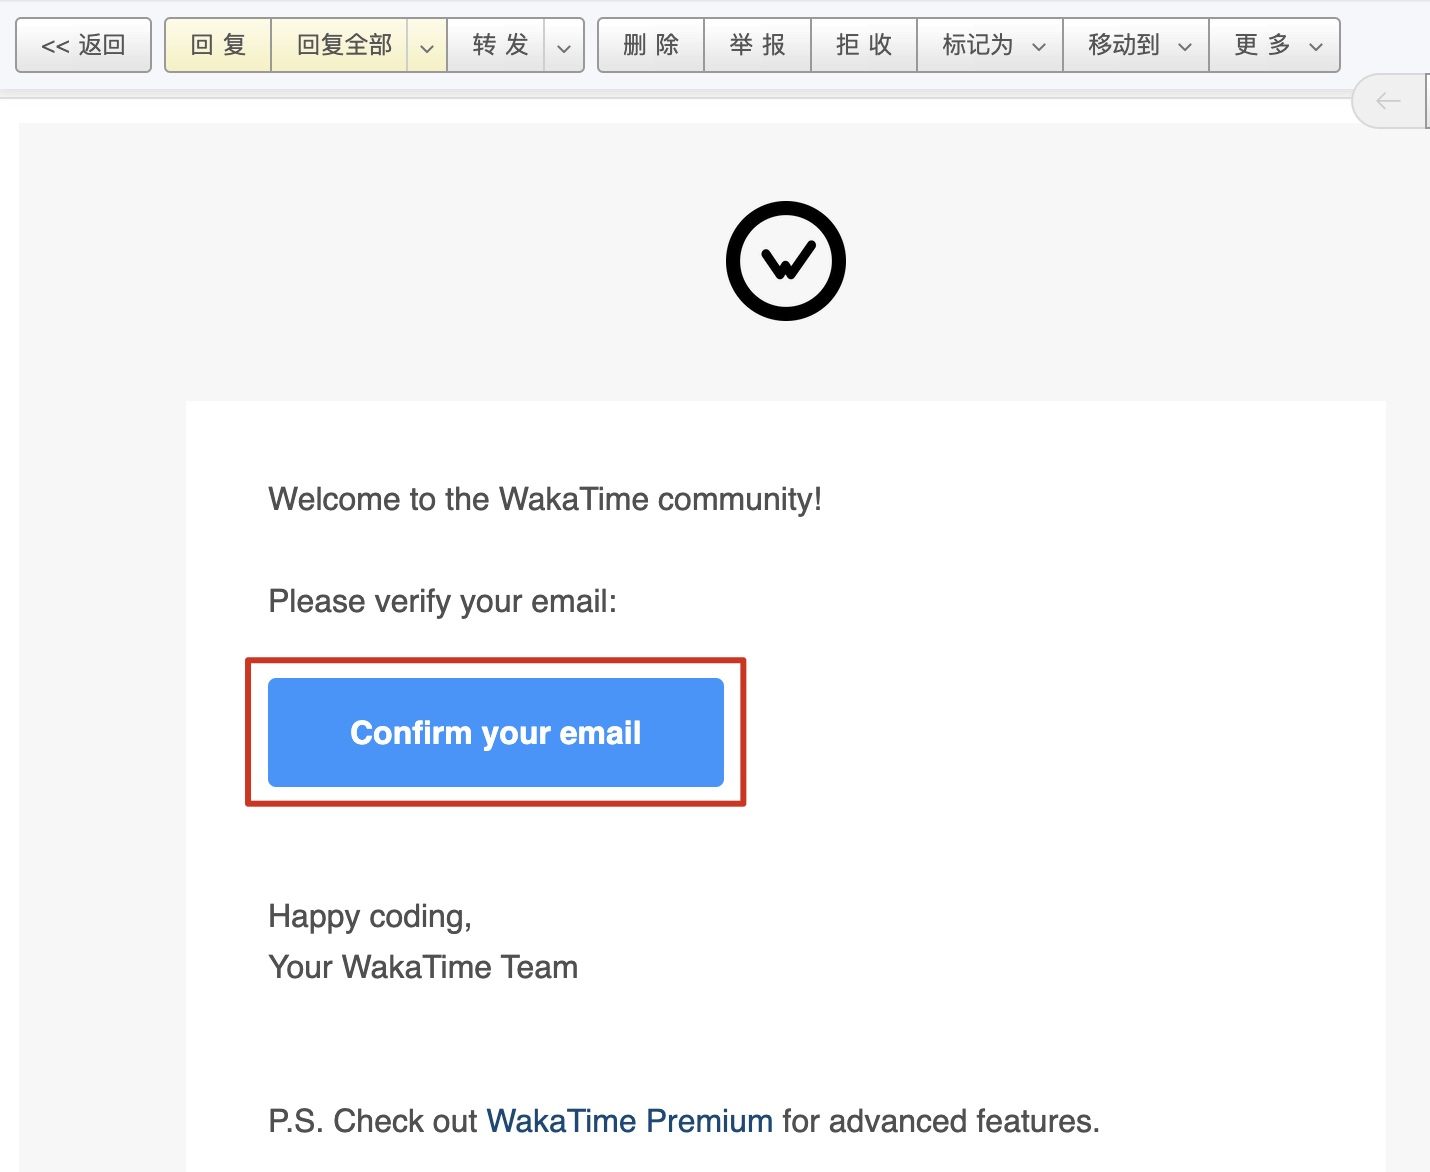 << 返回 回 复 回复全部 转 发 删 除 举 报 拒 收 标记为 移动到 更 多
Welcome to the WakaTime community!
Please verify your email:
Confirm your email
Happy coding,
Your WakaTime Team
P.S. Check out WakaTime Premium for advanced features.